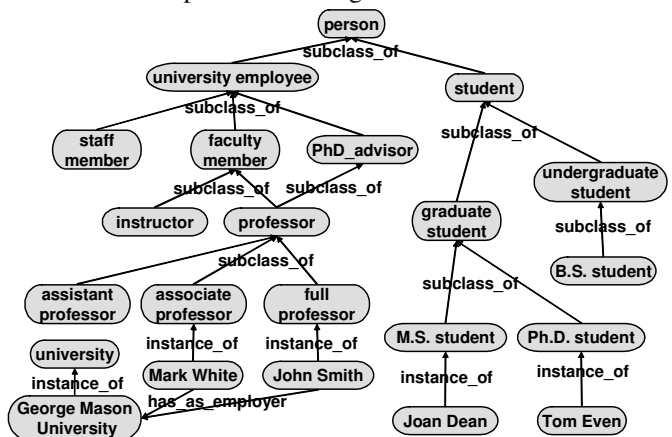 person
subclass_of
university employee
student
subclass_of
staff
member
faculty
member
PhD_advisor
subclass_of
undergraduate
student
subclass_of
subclass_of
instructor
professor
graduate
student
subclass_of
subclass_of
B.S. student
subclass_of
assistant
professor
associate
professor
full
professor
university
instance_of
instance_of
M.S. student
Ph.D. student
instance_of
Mark White
John Smith
instance_of
instance_of
has_as_employer
George Mason
University
Joan Dean
Tom Even